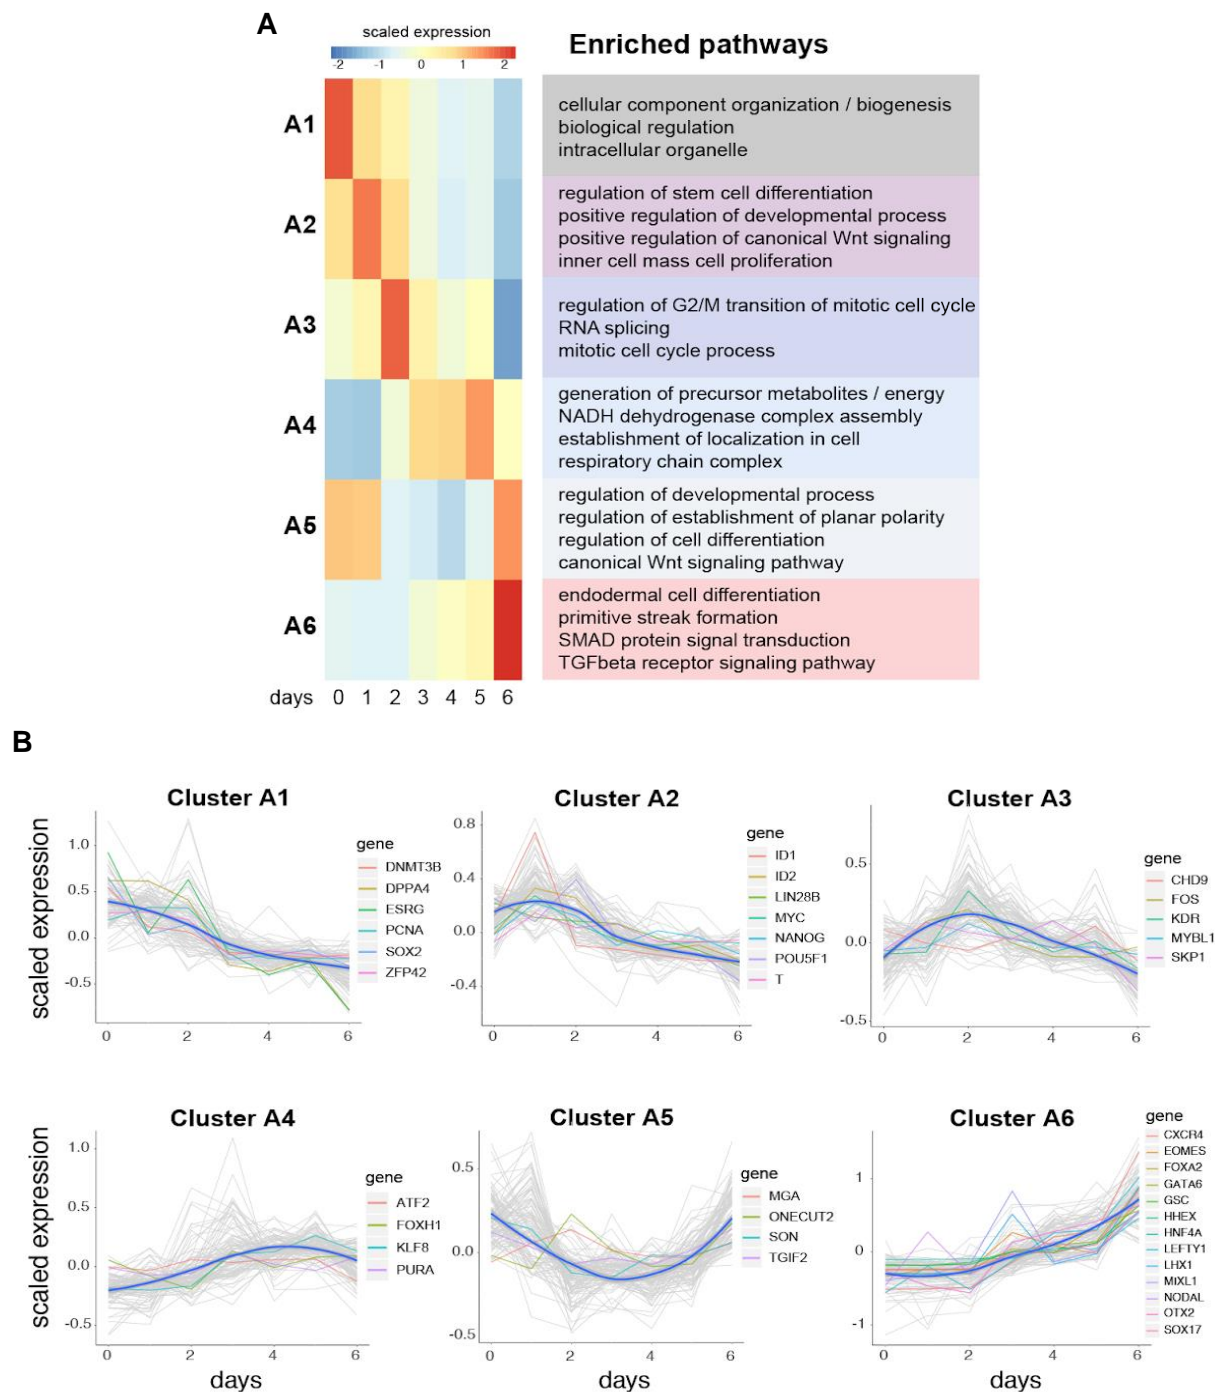 A
scaled expression
-2 -1 0 1 2
Enriched pathways
A1
cellular component organization / biogenesis
biological regulation
intracellular organelle
A2
regulation of stem cell differentiation
positive regulation of developmental process
positive regulation of canonical Wnt signaling
inner cell mass cell proliferation
A3
regulation of G2/M transition of mitotic cell cycle
RNA splicing
mitotic cell cycle process
A4
generation of precursor metabolites / energy
NADH dehydrogenase complex assembly
establishment of localization in cell
respiratory chain complex
A5
regulation of developmental process
regulation of establishment of planar polarity
regulation of cell differentiation
canonical Wnt signaling pathway
A6
endodermal cell differentiation
primitive streak formation
SMAD protein signal transduction
TGFbeta receptor signaling pathway
days 0 1 2 3 4 5 6
B
Cluster A1
scaled expression
1.0
0.5
0.0
-0.5
0 2 4 6
gene
DNMT3B
DPPA4
ESRG
PCNA
SOX2
ZFP42
Cluster A2
0.8
0.4
0.0
-0.4
0 2 4 6
gene
ID1
ID2
LIN28B
MYC
NANOG
POU5F1
T
Cluster A3
0.5
0.0
-0.5
0 2 4 6
gene
CHD9
FOS
KDR
MYBL1
SKP1
Cluster A4
scaled expression
1.0
0.5
0.0
-0.5
0 2 4 6
days
gene
ATF2
FOXH1
KLF8
PURA
Cluster A5
0.5
0.0
-0.5
0 2 4 6
days
gene
MGA
ONECUT2
SON
TGIF2
Cluster A6
1
0
-1
0 2 4 6
days
gene
CXCR4
EOMES
FOXA2
GATA6
GSC
HHEX
HNF4A
LEFTY1
LHX1
MIXL1
NODAL
OTX2
SOX17